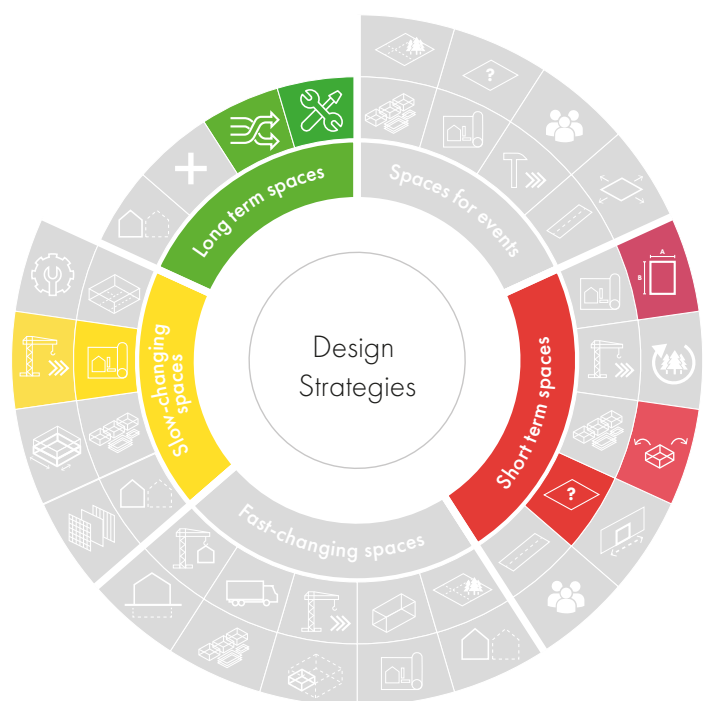 Long term spaces
Spaces for events
?
A
B
Slow-changing
spaces
Design
Strategies
Short term spaces
?
Fast-changing spaces